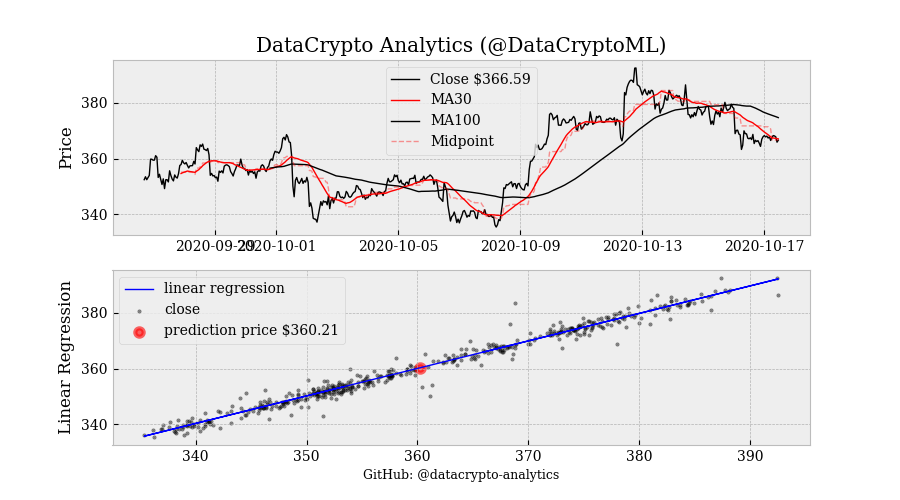 DataCrypto Analytics (@DataCryptoML)
Price
380
360
340
Close $366.59
MA30
MA100
Midpoint
2020-09-29
2020-10-01
2020-10-05
2020-10-09
2020-10-13
2020-10-17
Linear Regression
380
360
340
linear regression
close
prediction price $360.21
340
350
360
370
380
390
GitHub: @datacrypto-analytics